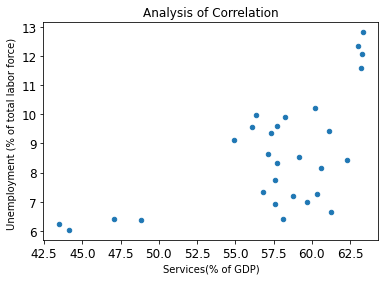 Analysis of Correlation
Unemployment (% of total labor force)
13
12
11
10
9
8
7
6
42.5 45.0 47.5 50.0 52.5 55.0 57.5 60.0 62.5
Services(% of GDP)